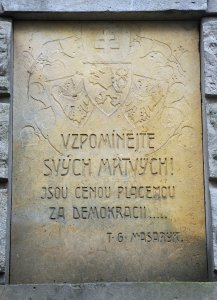 VZPOMÍNEJTE
SVÝCH MRTVÝCH!
JSOU CENOU PLACENOU
ZA DEMOKRACII.....
T. G. MASARYK.